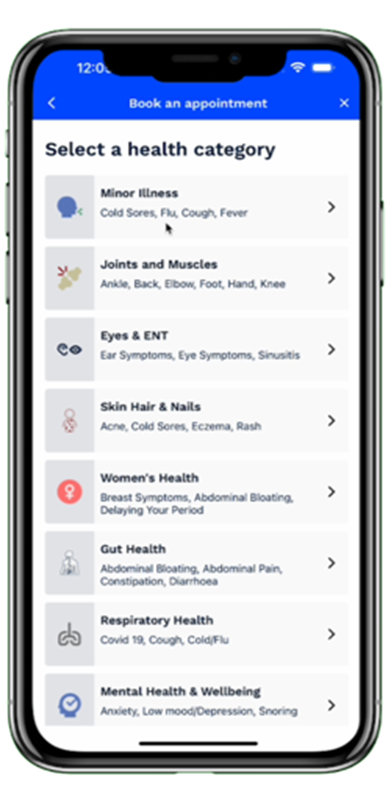 Book an appointment
Select a health category
Minor Illness
Cold Sores, Flu, Cough, Fever
Joints and Muscles
Ankle, Back, Elbow, Foot, Hand, Knee
Eyes & ENT
Ear Symptoms, Eye Symptoms, Sinusitis
Skin Hair & Nails
Acne, Cold Sores, Eczema, Rash
Women's Health
Breast Symptoms, Abdominal Bloating,
Delaying Your Period
Gut Health
Abdominal Bloating, Abdominal Pain,
Constipation, Diarrhoea
Respiratory Health
Covid 19, Cough, Cold/Flu
Mental Health & Wellbeing
Anxiety, Low mood/Depression, Snoring